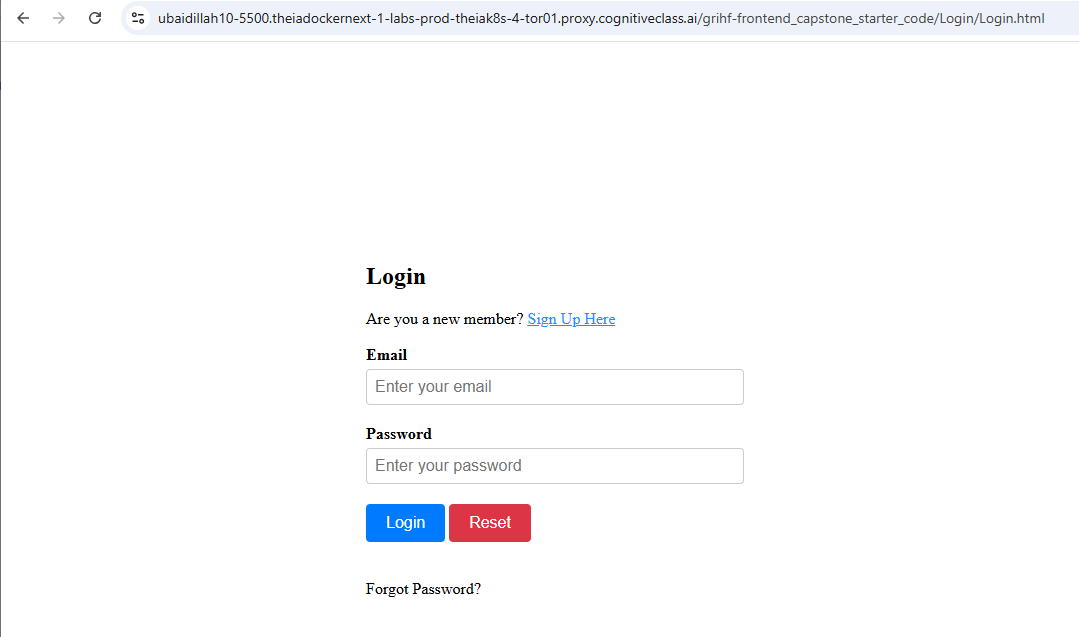 ubaidillah10-5500.theiadockernext-1-labs-prod-theiak8s-4-tor01.proxy.cognitiveclass.ai/grihf-frontend_capstone_starter_code/Login/Login.html
Login
Are you a new member? Sign Up Here
Email
Enter your email
Password
Enter your password
Login Reset
Forgot Password?